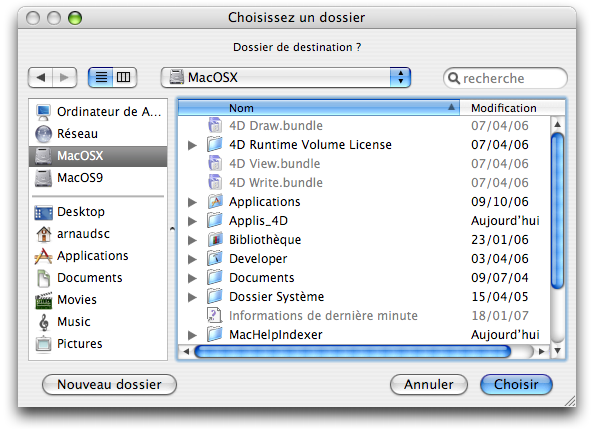 Choisissez un dossier
Dossier de destination ?
MacOSX
recherche
Ordinateur de A...
Réseau
MacOSX
MacOS9
Desktop
arnaudsc
Applications
Documents
Movies
Music
Pictures
Nom Modification
4D Draw.bundle 07/04/06
4D Runtime Volume License 07/04/06
4D View.bundle 07/04/06
4D Write.bundle 07/04/06
Applications 09/10/06
Applis_4D Aujourd'hui
Bibliothèque 23/01/06
Developer 03/04/06
Documents 09/07/04
Dossier Système 15/04/05
Informations de dernière minute 18/01/07
MacHelpIndexer Aujourd'hui
Nouveau dossier
Annuler
Choisir